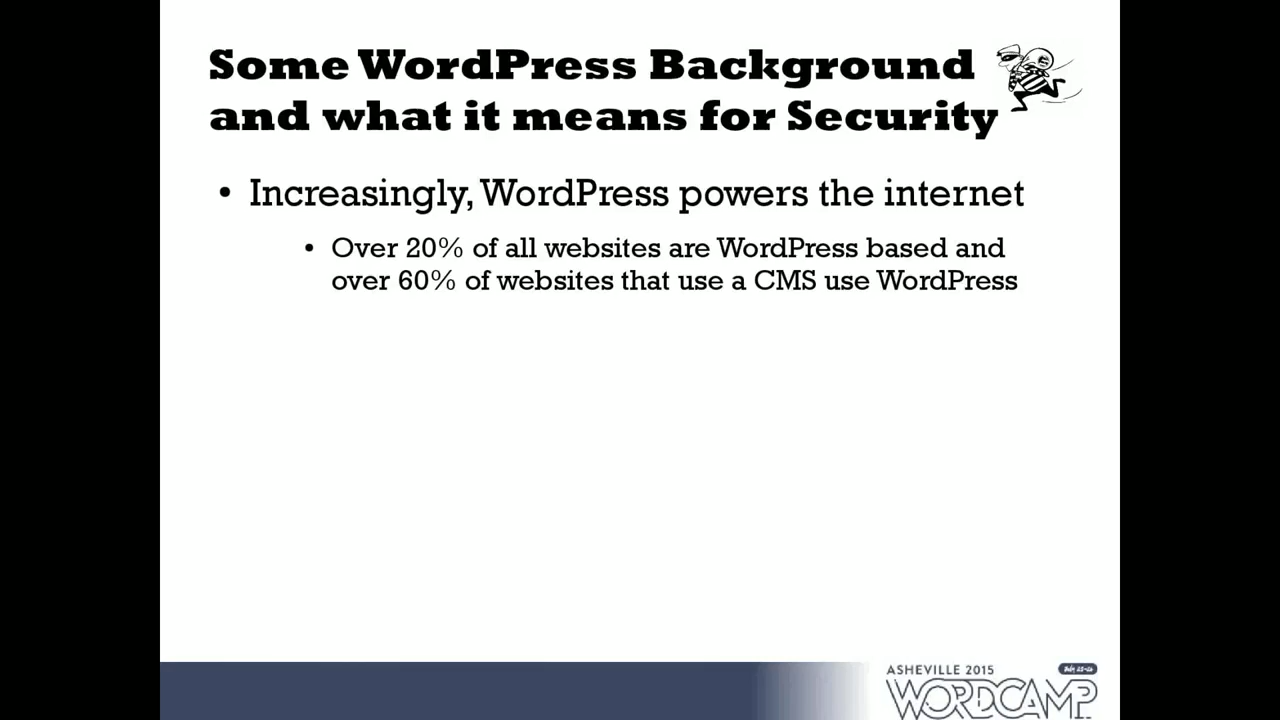 Some WordPress Background
and what it means for Security
• Increasingly, WordPress powers the internet
• Over 20% of all websites are WordPress based and
over 60% of websites that use a CMS use WordPress
ASHEVILLE 2015
WORDCAMP